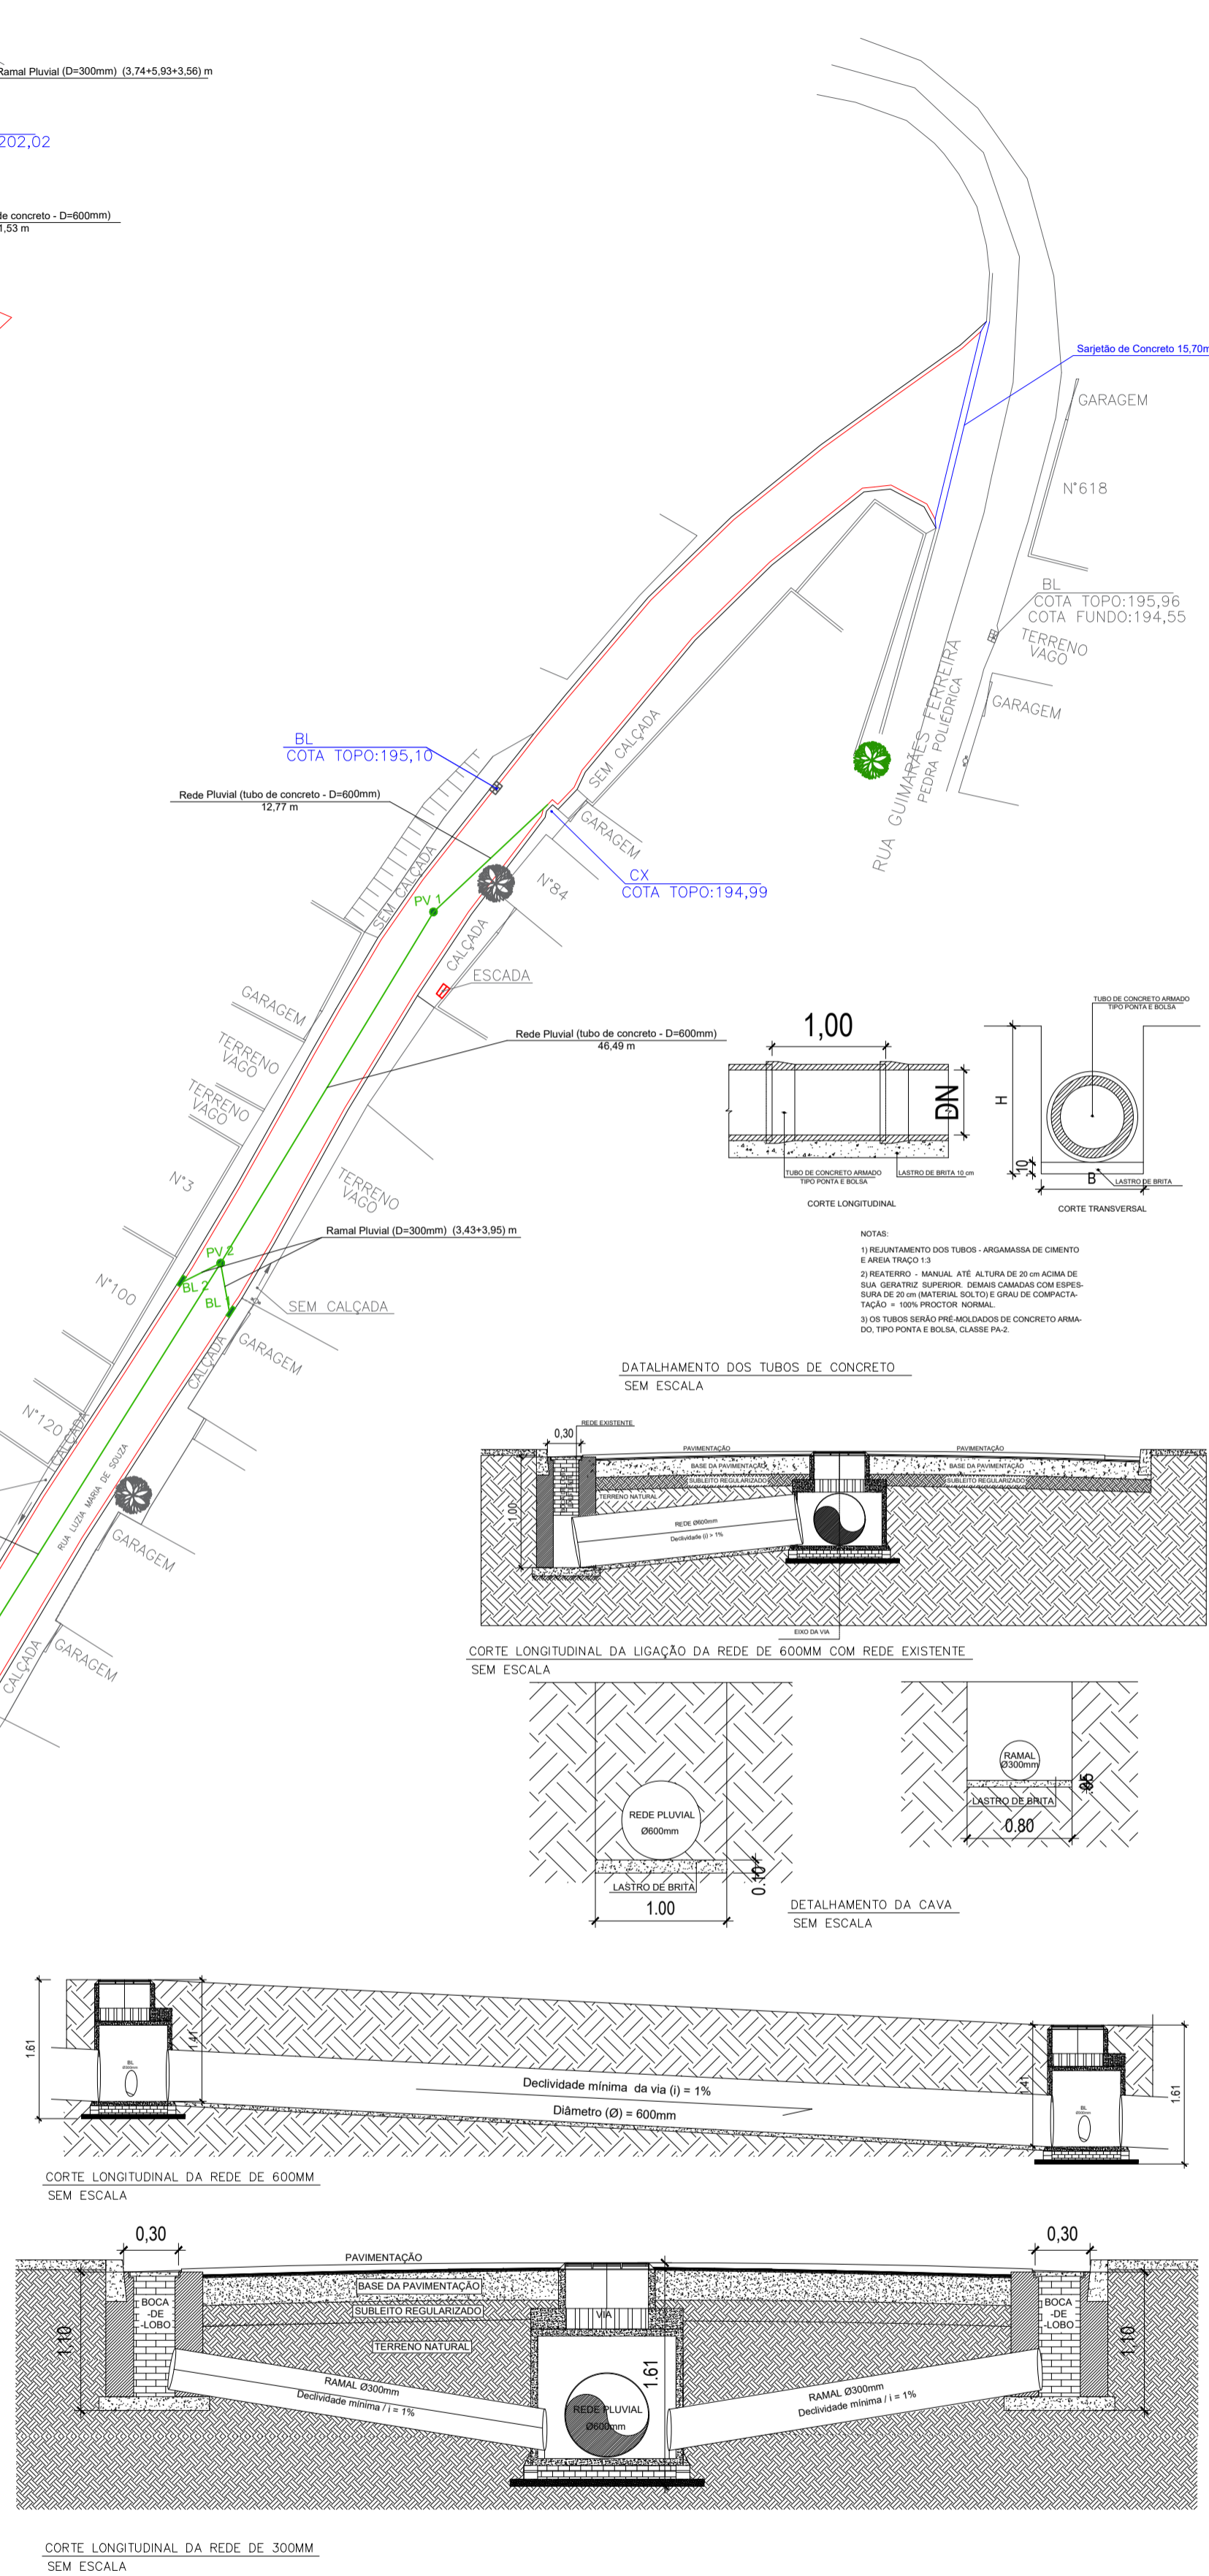 Ramal Pluvial (D=300mm) (3,74+5,93+3,56) m
202,02
de concreto - D=600mm)
1,53 m
Sarjetão de Concreto 15,70m
GARAGEM
N°618
BL
COTA TOPO:195,96
COTA FUNDO:194,55
TERRENO
VAGO
GARAGEM
RUA GUIMARÃES FERREIRA
PEDRA POLIÉDRICA
SEM CALÇADA
BL
COTA TOPO:195,10
Rede Pluvial (tubo de concreto - D=600mm)
12,77 m
GARAGEM
CX
COTA TOPO:194,99
N°84
PV 1
SEM CALÇADA
CALÇADA
ESCADA
GARAGEM
TERRENO
VAGO
TERRENO
VAGO
Rede Pluvial (tubo de concreto - D=600mm)
46,49 m
N°3
TERRENO
VAGO
Ramal Pluvial (D=300mm) (3,43+3,95) m
PV 2
BL 2
BL 1
N°100
SEM CALÇADA
GARAGEM
CALÇADA
N°120
CALÇADA
RUA LUZIA MARIA DE SOUZA
GARAGEM
GARAGEM
CALÇADA
1,00
DN
TUBO DE CONCRETO ARMADO
TIPO PONTA E BOLSA
LASTRO DE BRITA 10 cm
CORTE LONGITUDINAL
TUBO DE CONCRETO ARMADO
TIPO PONTA E BOLSA
H
10
B
LASTRO DE BRITA
CORTE TRANSVERSAL
NOTAS:
1) REJUNTAMENTO DOS TUBOS - ARGAMASSA DE CIMENTO
E AREIA TRAÇO 1:3
2) REATERRO - MANUAL ATÉ ALTURA DE 20 cm ACIMA DE
SUA GERATRIZ SUPERIOR. DEMAIS CAMADAS COM ESPES-
SURA DE 20 cm (MATERIAL SOLTO) E GRAU DE COMPACTA-
TAÇÃO = 100% PROCTOR NORMAL.
3) OS TUBOS SERÃO PRÉ-MOLDADOS DE CONCRETO ARMA-
DO, TIPO PONTA E BOLSA, CLASSE PA-2.
DATALHAMENTO DOS TUBOS DE CONCRETO
SEM ESCALA
REDE EXISTENTE
0,30
PAVIMENTAÇÃO
PAVIMENTAÇÃO
BASE DA PAVIMENTAÇÃO
BASE DA PAVIMENTAÇÃO
SUBLEITO REGULARIZADO
SUBLEITO REGULARIZADO
TERRENO NATURAL
1,00
REDE Ø600mm
Declividade (i) > 1%
EIXO DA VIA
CORTE LONGITUDINAL DA LIGAÇÃO DA REDE DE 600MM COM REDE EXISTENTE
SEM ESCALA
REDE PLUVIAL
Ø600mm
LASTRO DE BRITA
0.10
1.00
RAMAL
Ø300mm
LASTRO DE BRITA
.05
0.80
DETALHAMENTO DA CAVA
SEM ESCALA
1.61
1.41
BL
Ø300mm
Declividade mínima da via (i) = 1%
Diâmetro (Ø) = 600mm
1.41
BL
Ø300mm
1.61
CORTE LONGITUDINAL DA REDE DE 600MM
SEM ESCALA
0,30
0,30
PAVIMENTAÇÃO
BASE DA PAVIMENTAÇÃO
SUBLEITO REGULARIZADO
VIA
TERRENO NATURAL
BOCA
-DE
-LOBO
BOCA
-DE
-LOBO
1,10
1,10
1.61
RAMAL Ø300mm
Declividade mínima / i = 1%
RAMAL Ø300mm
Declividade mínima / i = 1%
REDE PLUVIAL
Ø600mm
CORTE LONGITUDINAL DA REDE DE 300MM
SEM ESCALA